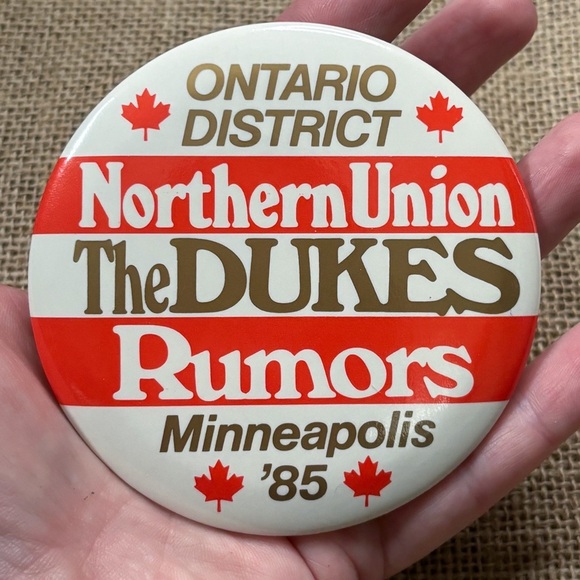 ONTARIO
DISTRICT
Northern Union
The DUKES
Rumors
Minneapolis
'85